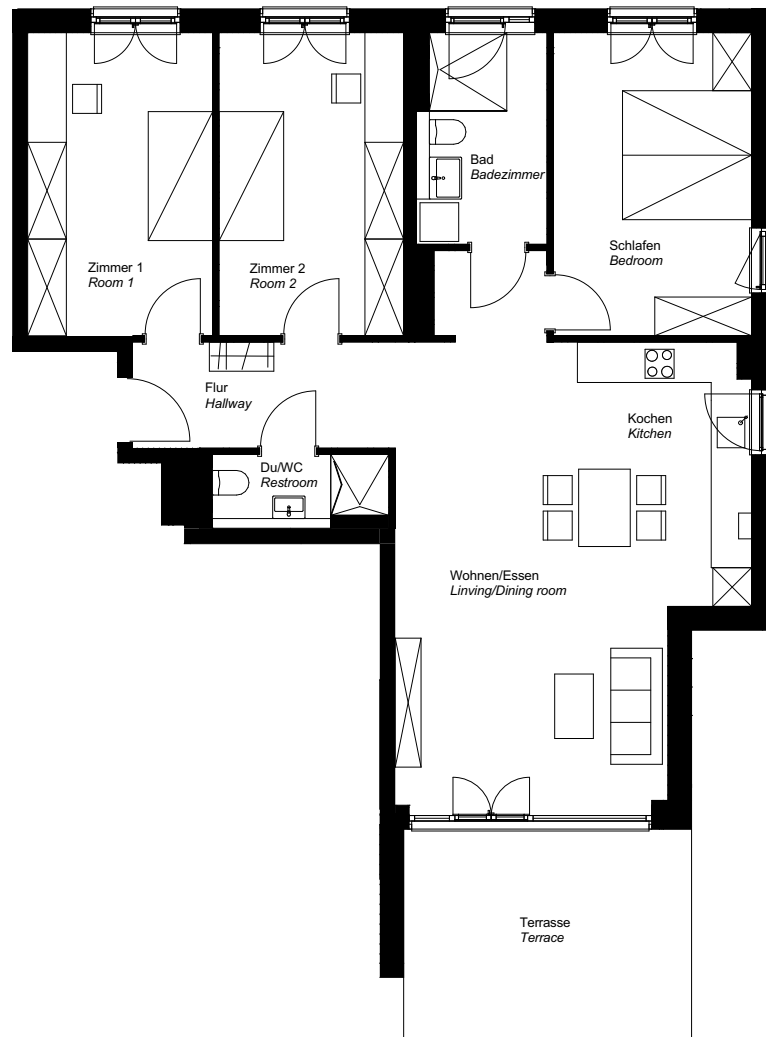 Bad
Badezimmer
Schlafen
Bedroom
Zimmer 1
Room 1
Zimmer 2
Room 2
Flur
Hallway
Kochen
Kitchen
Du/WC
Restroom
Wohnen/Essen
Linving/Dining room
Terrasse
Terrace